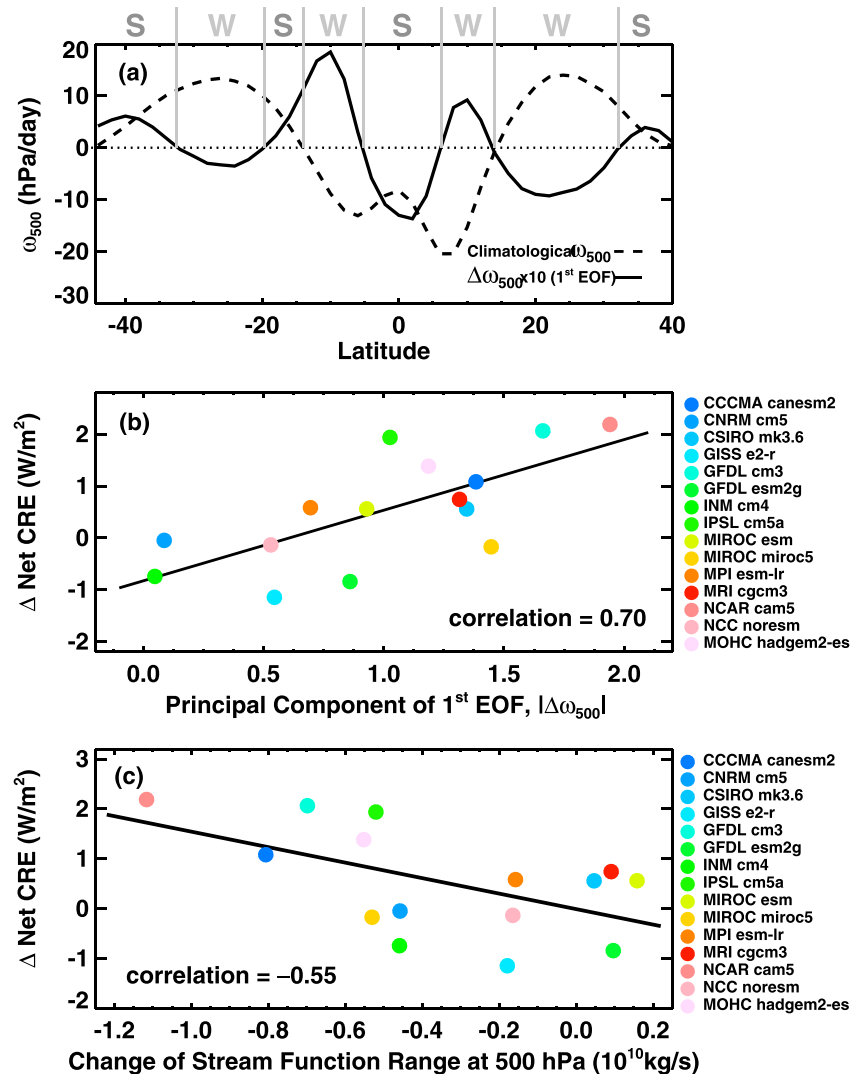 S W S W S W W S
(a)
20
10
0
-10
-20
-30
ω500 (hPa/day)
Climatological ω500
Δω500x10 (1st EOF)
-40 -20 0 20 40
Latitude
(b)
2
1
0
-1
-2
Δ Net CRE (W/m2)
correlation = 0.70
0.0 0.5 1.0 1.5 2.0
Principal Component of 1st EOF, |Δω500|
CCCMA canesm2
CNRM cm5
CSIRO mk3.6
GISS e2-r
GFDL cm3
GFDL esm2g
INM cm4
IPSL cm5a
MIROC esm
MIROC miroc5
MPI esm-lr
MRI cgcm3
NCAR cam5
NCC noresm
MOHC hadgem2-es
(c)
3
2
1
0
-1
-2
Δ Net CRE (W/m2)
correlation = −0.55
-1.2 -1.0 -0.8 -0.6 -0.4 -0.2 0.0 0.2
Change of Stream Function Range at 500 hPa (1010kg/s)
CCCMA canesm2
CNRM cm5
CSIRO mk3.6
GISS e2-r
GFDL cm3
GFDL esm2g
INM cm4
IPSL cm5a
MIROC esm
MIROC miroc5
MPI esm-lr
MRI cgcm3
NCAR cam5
NCC noresm
MOHC hadgem2-es